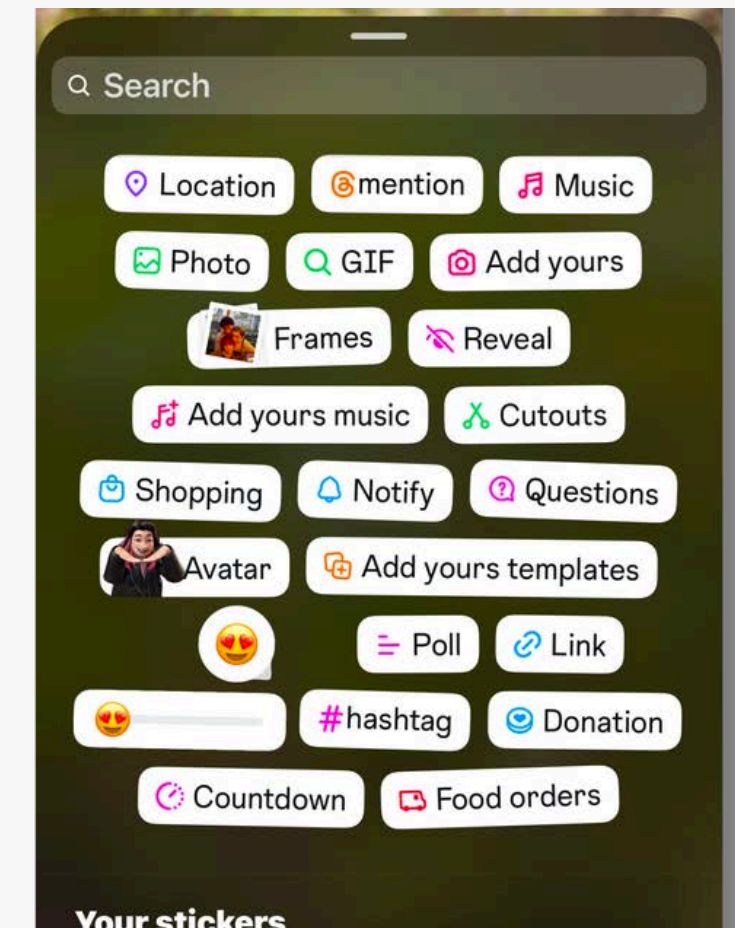 Search
Location @mention Music
Photo GIF Add yours
Frames Reveal
Add yours music Cutouts
Shopping Notify Questions
Avatar Add yours templates
Poll Link
#hashtag Donation
Countdown Food orders
Your stickers